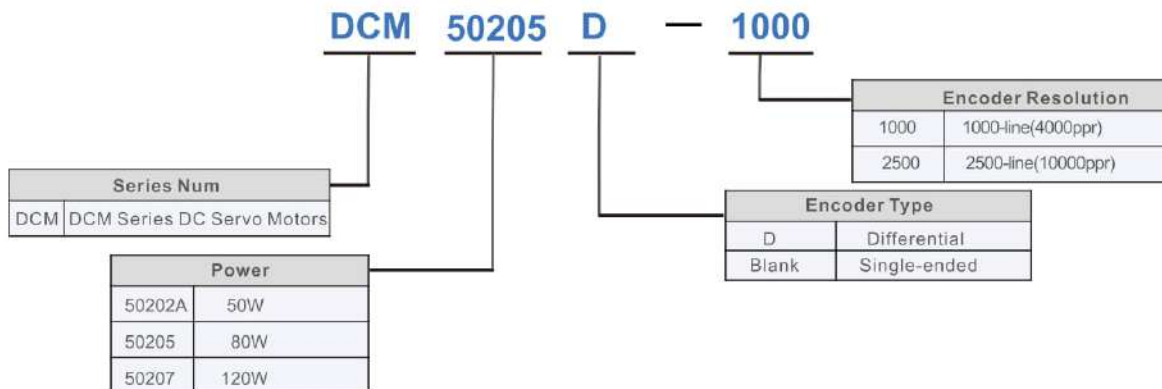 DCM 50205 D — 1000
Encoder Resolution
1000 1000-line(4000ppr)
2500 2500-line(10000ppr)
Series Num
DCM DCM Series DC Servo Motors
Encoder Type
D Differential
Blank Single-ended
Power
50202A 50W
50205 80W
50207 120W